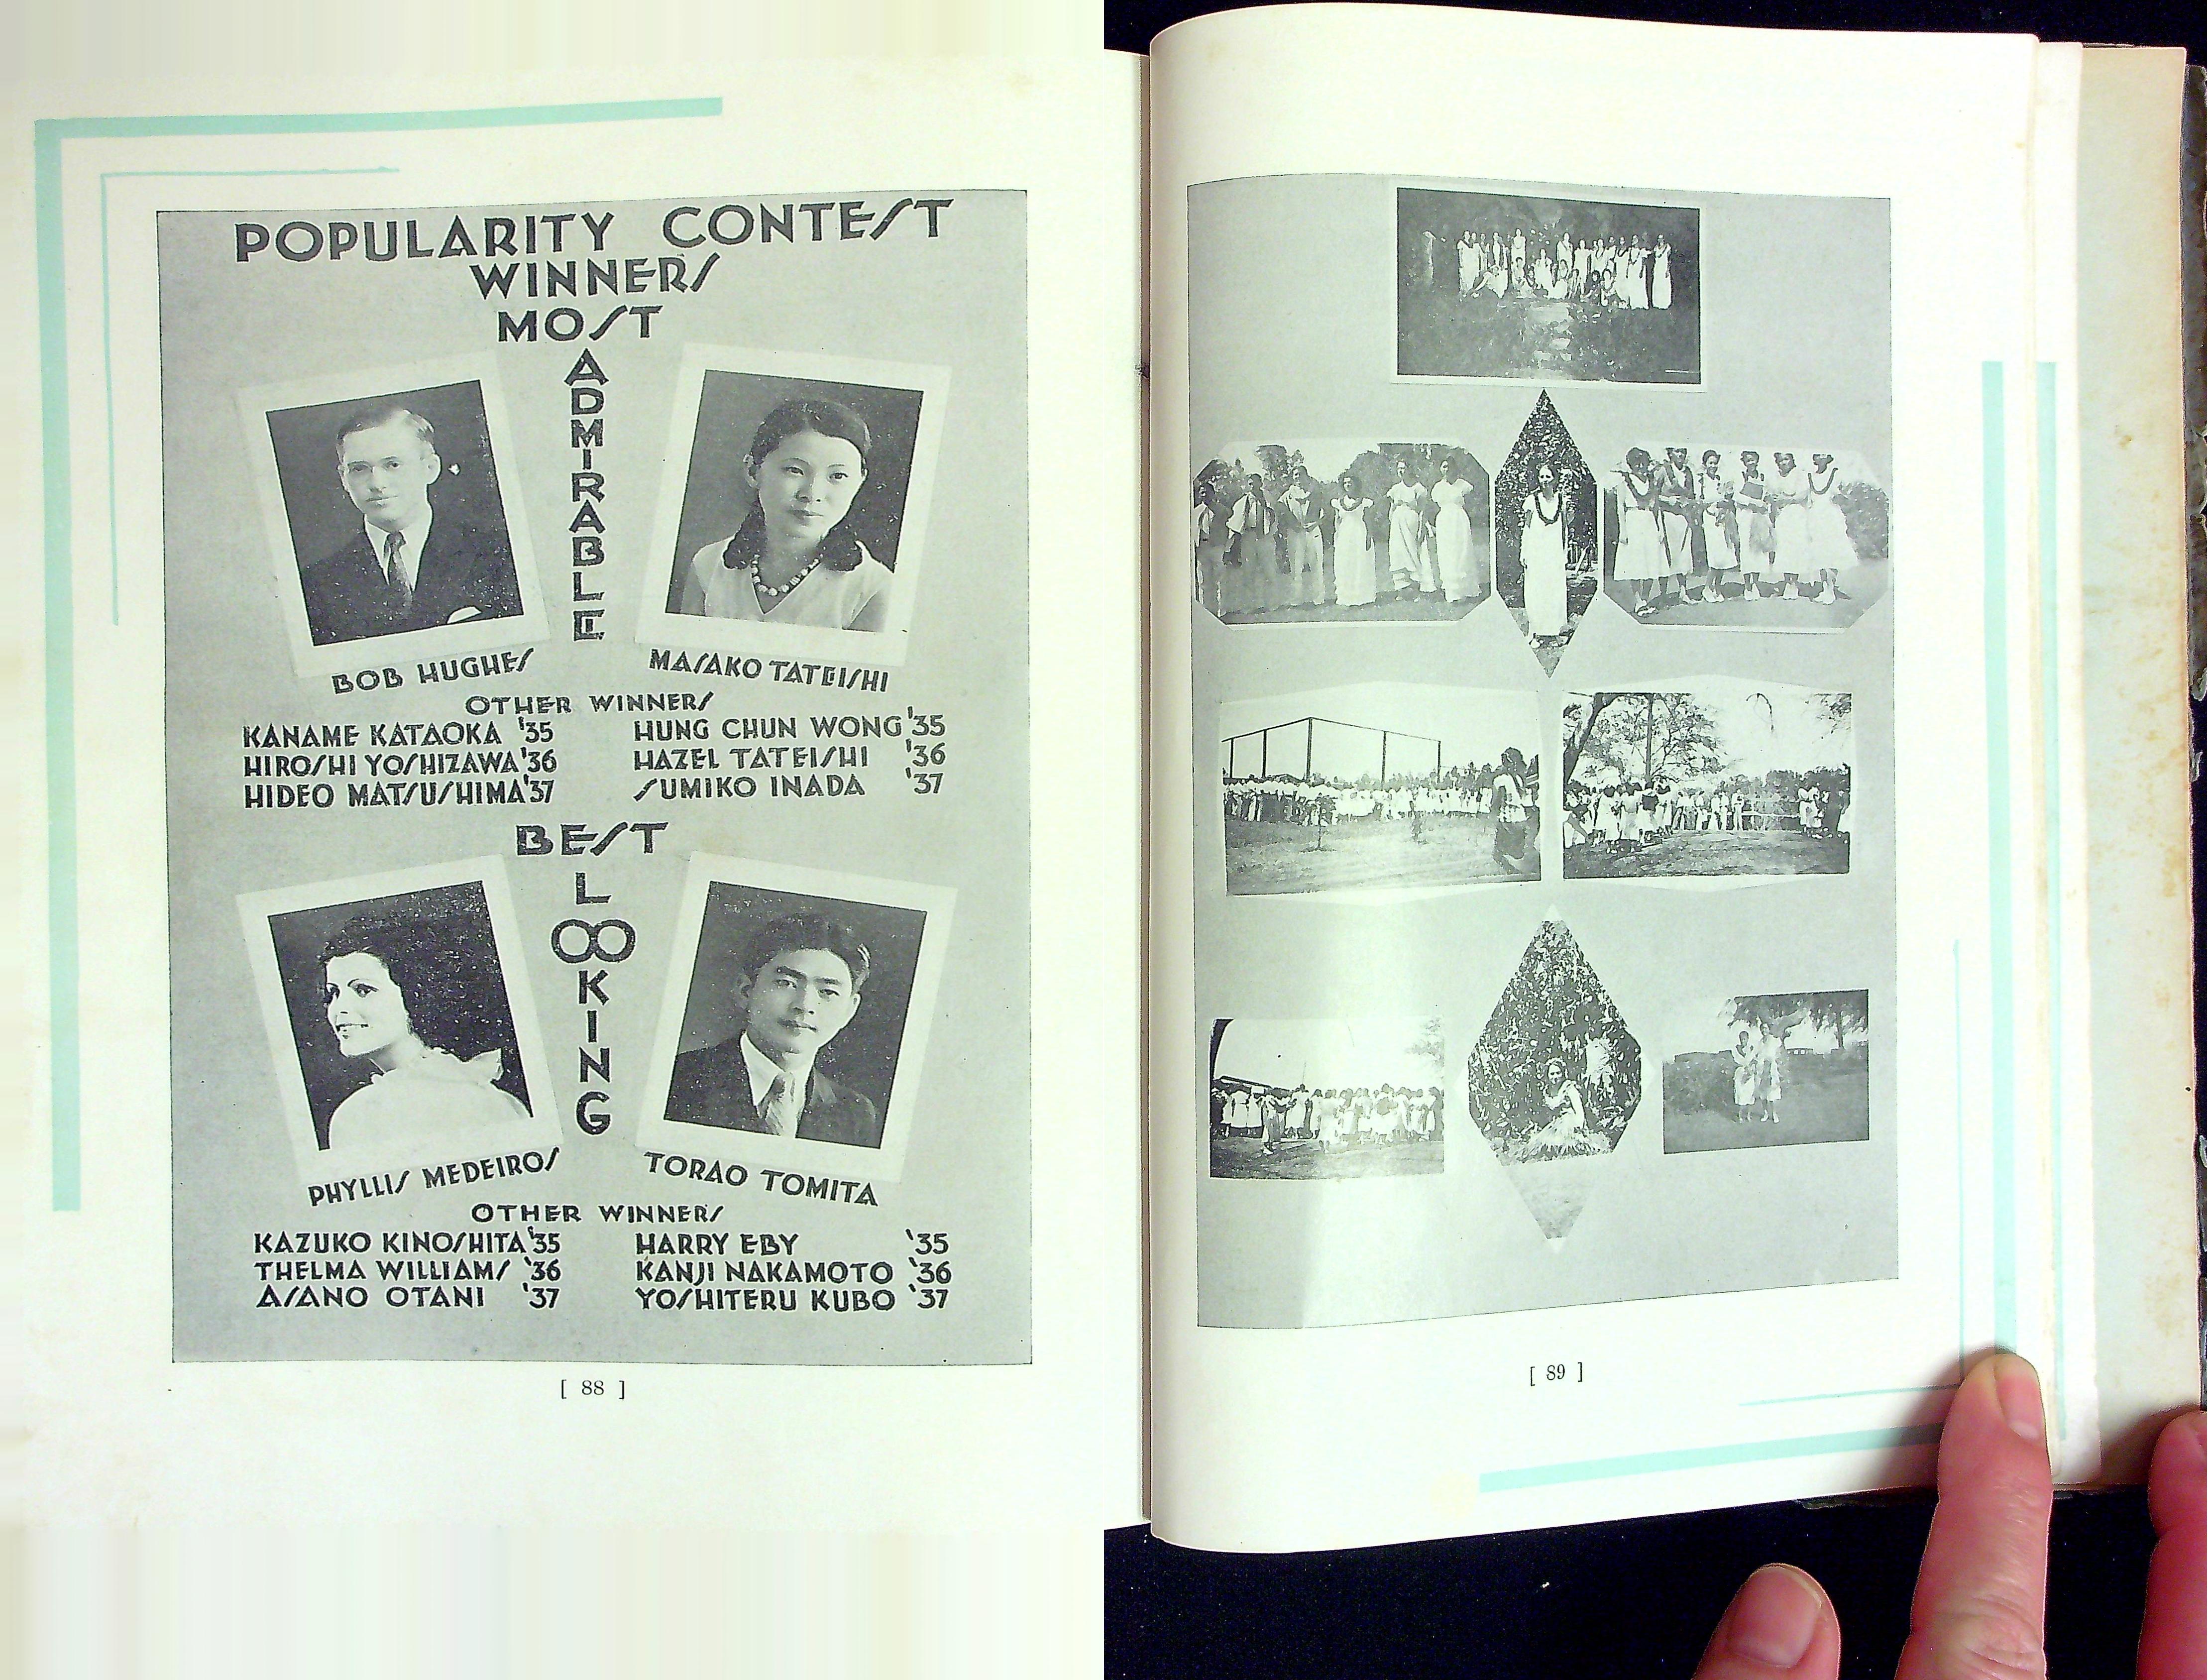 POPULARITY CONTEST
WINNERS
MOST
ADMIRABLE
BOB HUGHES
MASAKO TATEISHI
OTHER WINNERS
KANAME KATAOKA '35 HUNG CHUN WONG '35
HIROSHI YOSHIZAWA '36 HAZEL TATEISHI '36
HIDEO MATSUSHIMA '37 SUMIKO INADA '37
BEST
LOOKING
PHYLLIS MEDEIROS
TORAO TOMITA
OTHER WINNERS
KAZUKO KINOSHITA '35 HARRY EBY '35
THELMA WILLIAMS '36 KANJI NAKAMOTO '36
ASANO OTANI '37 YOSHITERU KUBO '37
[ 88 ]
[ 89 ]